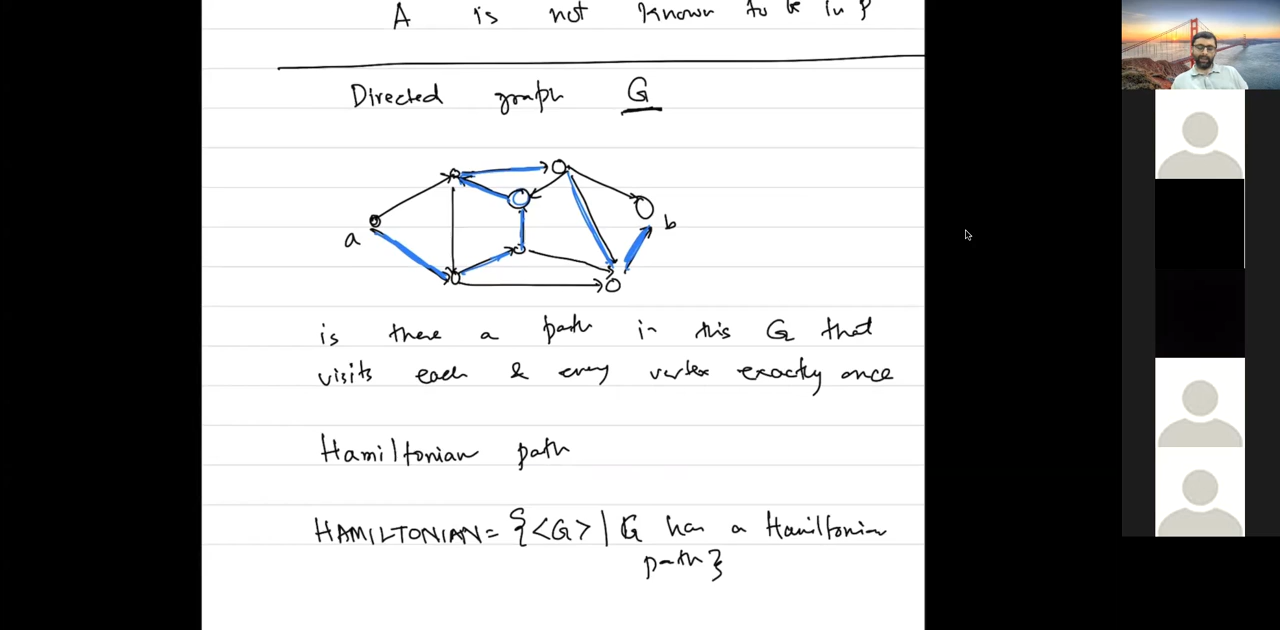 A is not known to be in P
Directed graph G
a
b
is there a path in this G that
visits each & every vertex exactly once
Hamiltonian path
HAMILTONIAN = {<G> | G has a Hamiltonian
path}